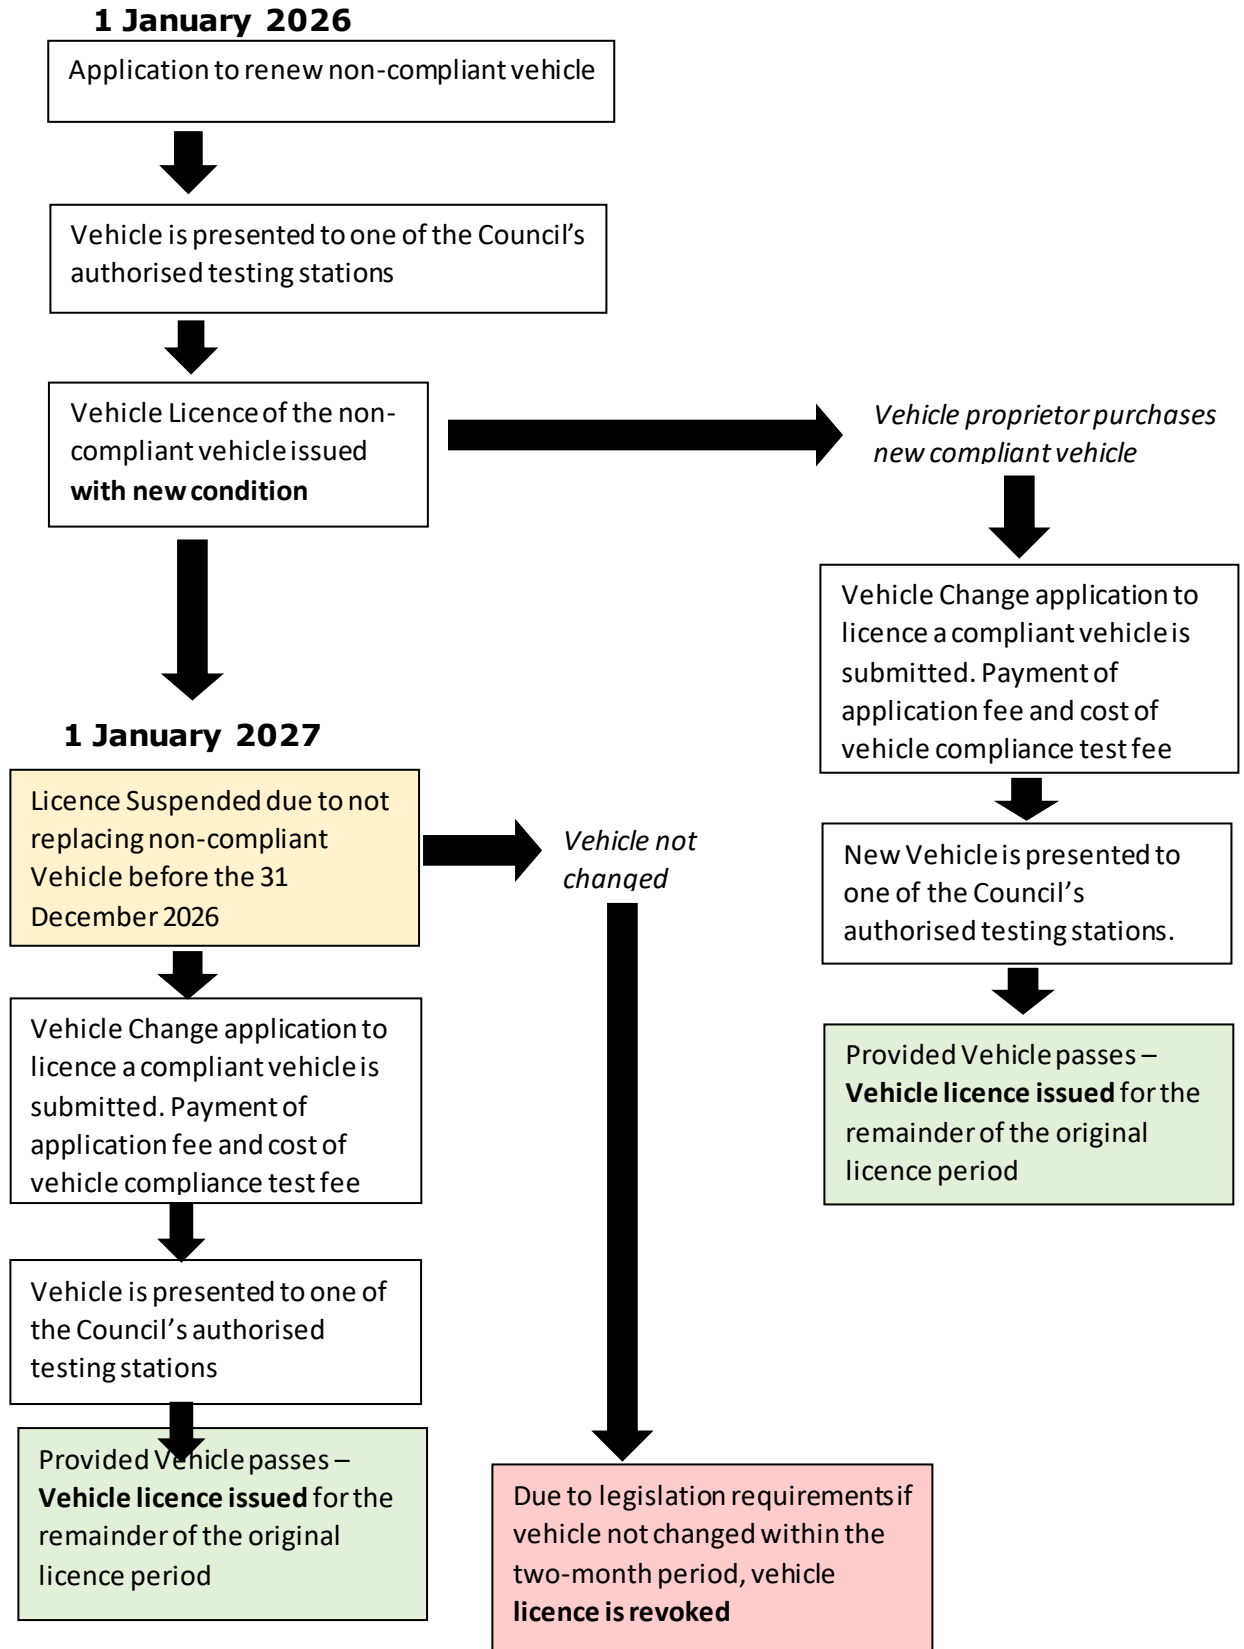 1 January 2026
Application to renew non-compliant vehicle
Vehicle is presented to one of the Council’s
authorised testing stations
Vehicle Licence of the non-
compliant vehicle issued
with new condition
Vehicle proprietor purchases
new compliant vehicle
Vehicle Change application to
licence a compliant vehicle is
submitted. Payment of
application fee and cost of
vehicle compliance test fee
New Vehicle is presented to
one of the Council’s
authorised testing stations.
Provided Vehicle passes –
Vehicle licence issued for the
remainder of the original
licence period
1 January 2027
Licence Suspended due to not
replacing non-compliant
Vehicle before the 31
December 2026
Vehicle not
changed
Vehicle Change application to
licence a compliant vehicle is
submitted. Payment of
application fee and cost of
vehicle compliance test fee
Vehicle is presented to one of
the Council’s authorised
testing stations
Provided Vehicle passes –
Vehicle licence issued for the
remainder of the original
licence period
Due to legislation requirements if
vehicle not changed within the
two-month period, vehicle
licence is revoked